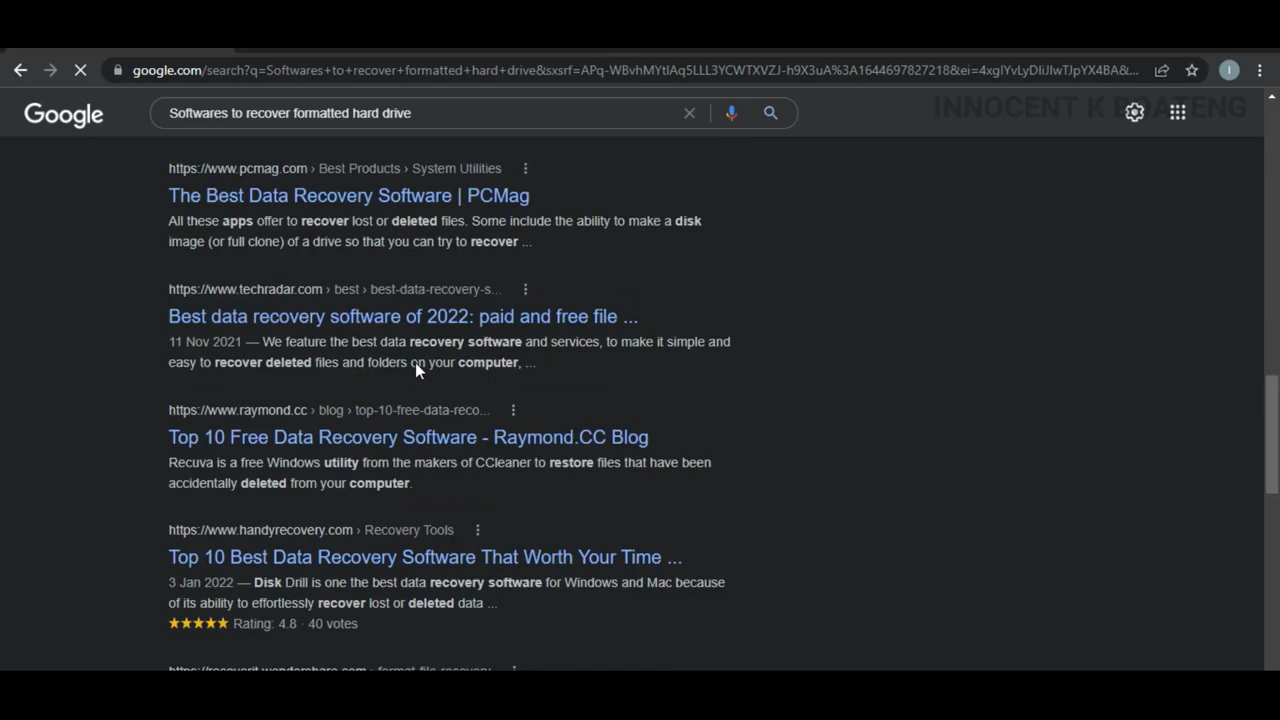 google.com/search?q=Softwares+to+recover+formatted+hard+drive&sxsrf=APq-WBvhMYtlAq5LLL3YCWTXVZJ-h9X3uA%3A1644697827218&ei=4xgIYvLyDIiJlwTJpYX4BA&...
I
Google
Softwares to recover formatted hard drive
INNOCENT K BOATENG
https://www.pcmag.com › Best Products › System Utilities
The Best Data Recovery Software | PCMag
All these apps offer to recover lost or deleted files. Some include the ability to make a disk
image (or full clone) of a drive so that you can try to recover ...
https://www.techradar.com › best › best-data-recovery-s...
Best data recovery software of 2022: paid and free file ...
11 Nov 2021 — We feature the best data recovery software and services, to make it simple and
easy to recover deleted files and folders on your computer, ...
https://www.raymond.cc › blog › top-10-free-data-reco...
Top 10 Free Data Recovery Software - Raymond.CC Blog
Recuva is a free Windows utility from the makers of CCleaner to restore files that have been
accidentally deleted from your computer.
https://www.handyrecovery.com › Recovery Tools
Top 10 Best Data Recovery Software That Worth Your Time ...
3 Jan 2022 — Disk Drill is one the best data recovery software for Windows and Mac because
of its ability to effortlessly recover lost or deleted data ...
★★★★★ Rating: 4.8 · 40 votes
https://recoverit.wondershare.com › format-file-recovery